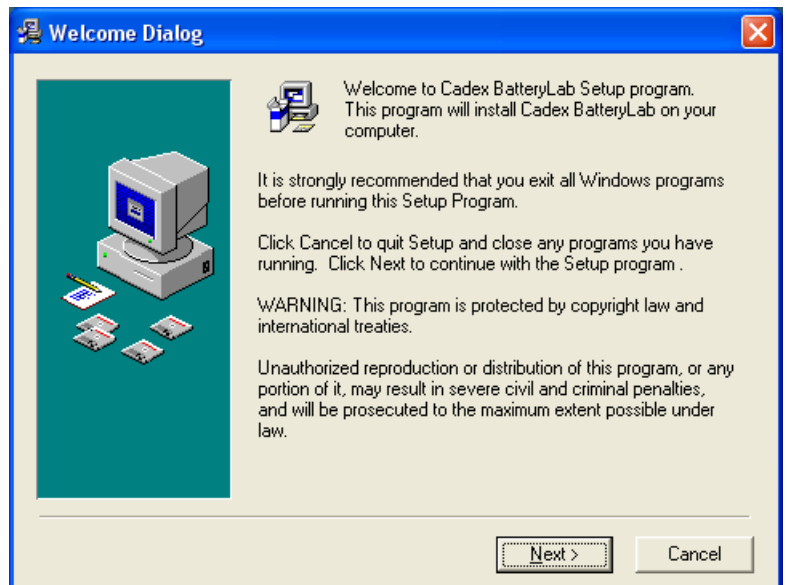 Welcome Dialog
Welcome to Cadex BatteryLab Setup program.
This program will install Cadex BatteryLab on your
computer.
It is strongly recommended that you exit all Windows programs
before running this Setup Program.
Click Cancel to quit Setup and close any programs you have
running.  Click Next to continue with the Setup program .
WARNING: This program is protected by copyright law and
international treaties.
Unauthorized reproduction or distribution of this program, or any
portion of it, may result in severe civil and criminal penalties,
and will be prosecuted to the maximum extent possible under
law.
Next >
Cancel